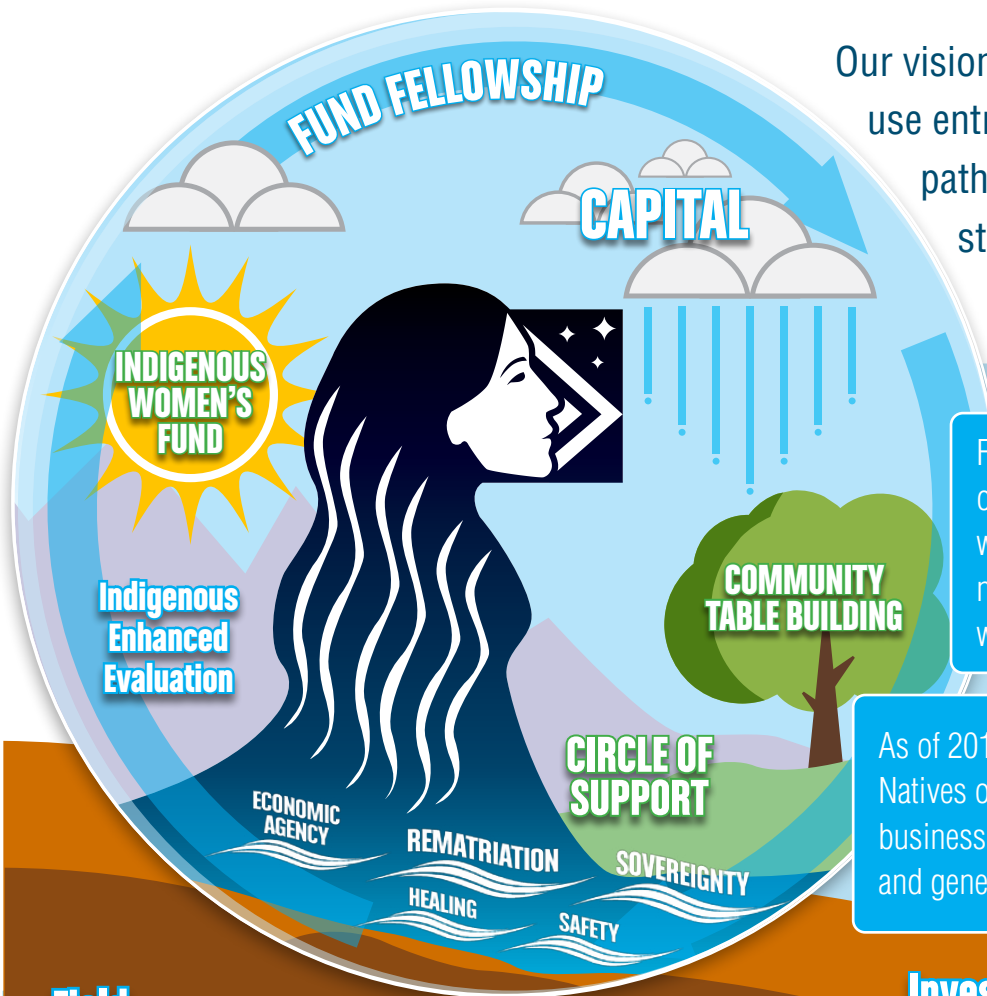 FUND FELLOWSHIP
Our vision
use
path
st
CAPITAL
INDIGENOUS
WOMEN'S
FUND
Indigenous
Enhanced
Evaluation
COMMUNITY
TABLE BUILDING
CIRCLE OF
SUPPORT
ECONOMIC
AGENCY
REMATRIATION
SOVEREIGNTY
HEALING
SAFETY
As of 201
Natives
business
and gene